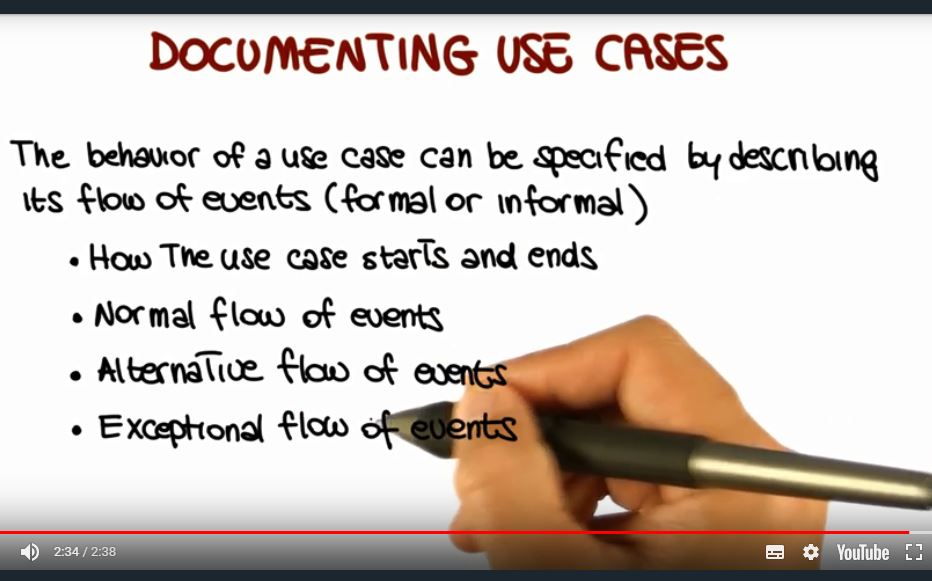 DOCUMENTING USE CASES
The behavior of a use case can be specified by describing
its flow of events (formal or informal)
• How The use case starts and ends
• Normal flow of events
• Alternative flow of events
• Exceptional flow of events
2:34 / 2:38
YouTube